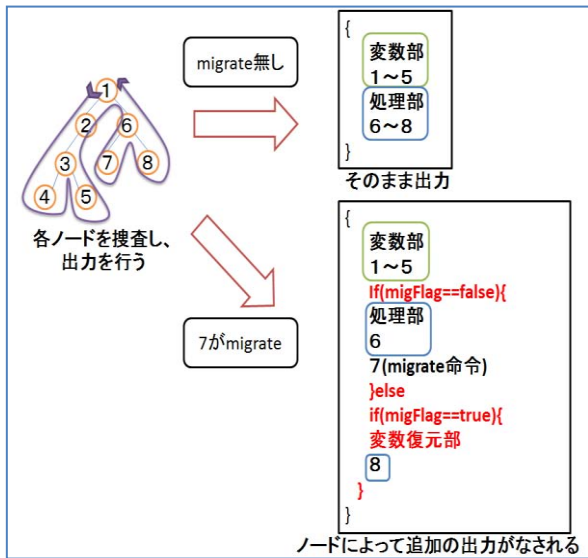 1
2
6
3
7
8
4
5
各ノードを捜査し、
出力を行う
migrate無し
{
変数部
1～5
処理部
6～8
}
そのまま出力
7がmigrate
{
変数部
1～5
If(migFlag==false){
処理部
6
7(migrate命令)
}else
if(migFlag==true){
変数復元部
8
}
}
ノードによって追加の出力がなされる